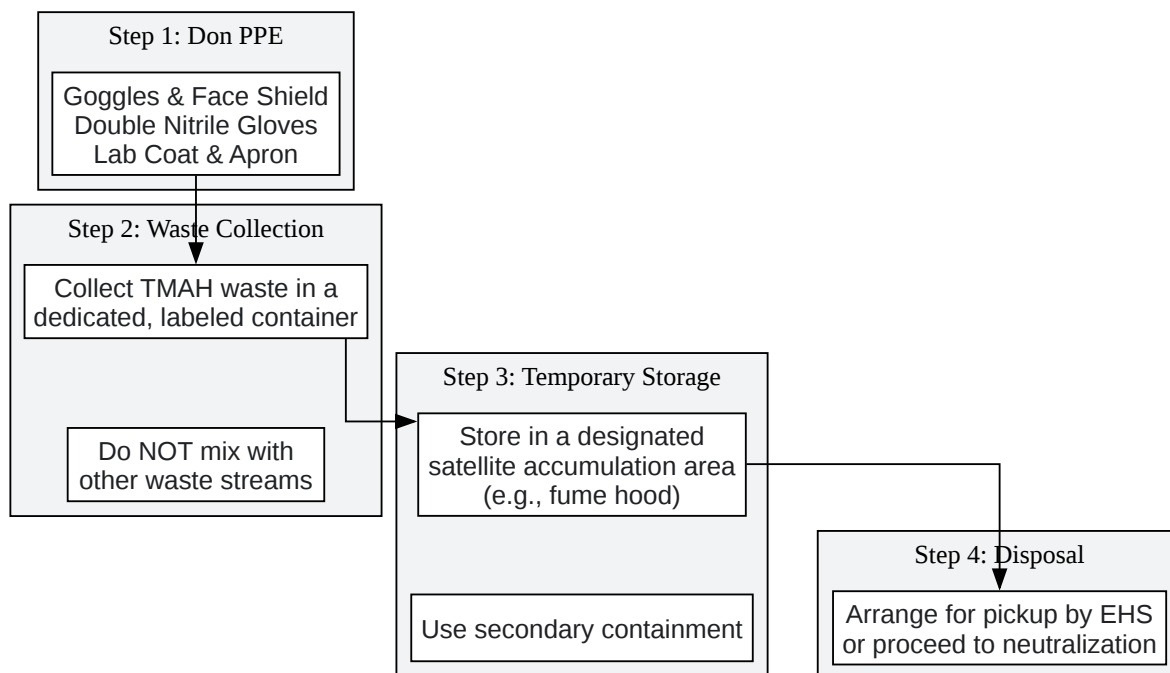 Step 1: Don PPE
Goggles & Face Shield
Double Nitrile Gloves
Lab Coat & Apron
Step 2: Waste Collection
Collect TMAH waste in a
dedicated, labeled container
Do NOT mix with
other waste streams
Step 3: Temporary Storage
Store in a designated
satellite accumulation area
(e.g., fume hood)
Use secondary containment
Step 4: Disposal
Arrange for pickup by EHS
or proceed to neutralization